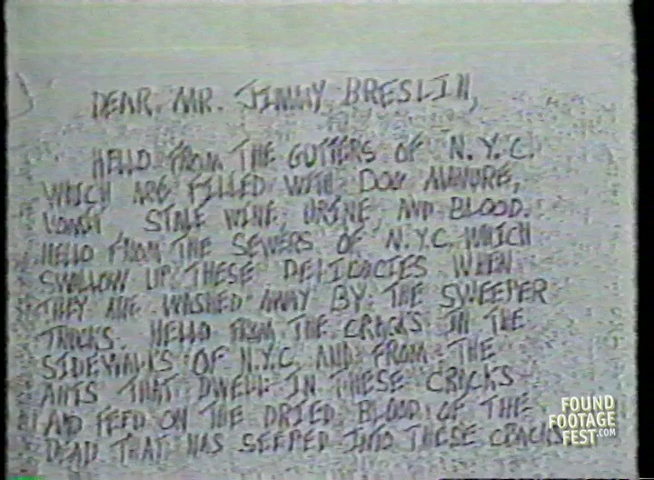 DEAR MR. JIMMY BRESLIN,
HELLO FROM THE GUTTERS OF N.Y.C.
WHICH ARE FILLED WITH DOG MANURE,
VOMIT STALE WINE, URINE, AND BLOOD.
HELLO FROM THE SEWERS OF N.Y.C. WHICH
SWALLOW UP THESE DELICACIES WHEN
THEY ARE WASHED AWAY BY THE SWEEPER
TRUCKS. HELLO FROM THE CRACKS IN THE
SIDEWALKS OF N.Y.C. AND FROM THE
ANTS THAT DWELL IN THESE CRACKS
AND FEED ON THE DRIED BLOOD OF THE
DEAD THAT HAS SEEPED INTO THESE CRACKS
FOUND
FOOTAGE
FEST.COM